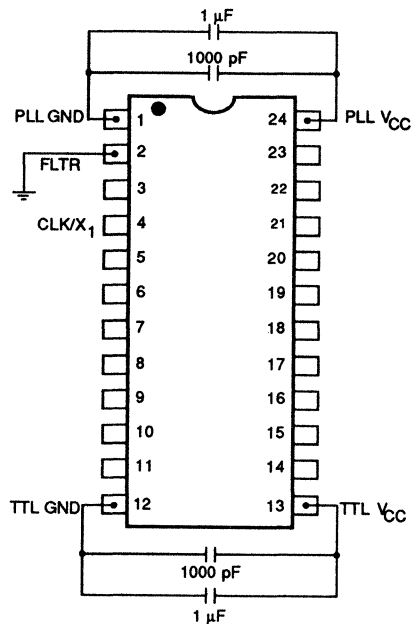 1 µF
1000 pF
PLL GND 1 24 PLL VCC
FLTR 2 23
3 22
CLK/X1 4 21
5 20
6 19
7 18
8 17
9 16
10 15
11 14
TTL GND 12 13 TTL VCC
1000 pF
1 µF